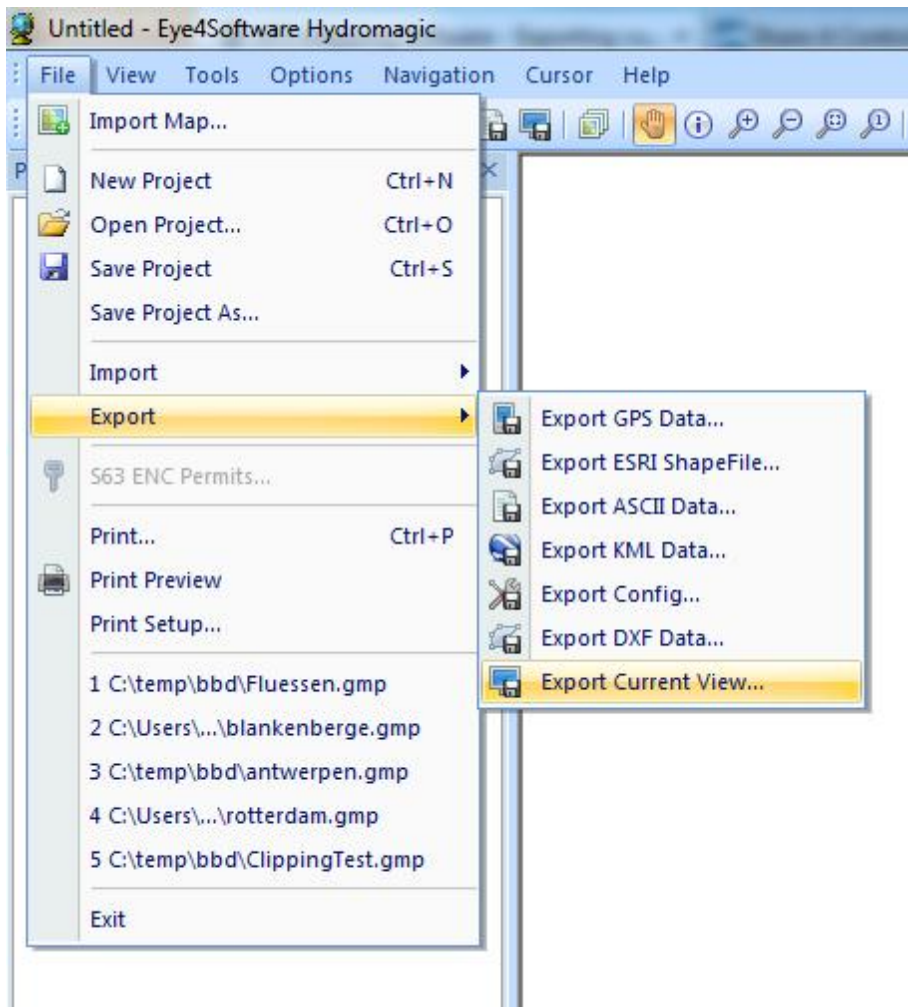 Untitled - Eye4Software Hydromagic
File View Tools Options Navigation Cursor Help
Import Map...
P
New Project Ctrl+N
Open Project... Ctrl+O
Save Project Ctrl+S
Save Project As...
Import
Export
Export GPS Data...
Export ESRI ShapeFile...
S63 ENC Permits...
Export ASCII Data...
Print... Ctrl+P
Export KML Data...
Print Preview
Export Config...
Print Setup...
Export DXF Data...
1 C:\temp\bbd\Fluessen.gmp
Export Current View...
2 C:\Users\...\blankenberge.gmp
3 C:\temp\bbd\antwerpen.gmp
4 C:\Users\...\rotterdam.gmp
5 C:\temp\bbd\ClippingTest.gmp
Exit